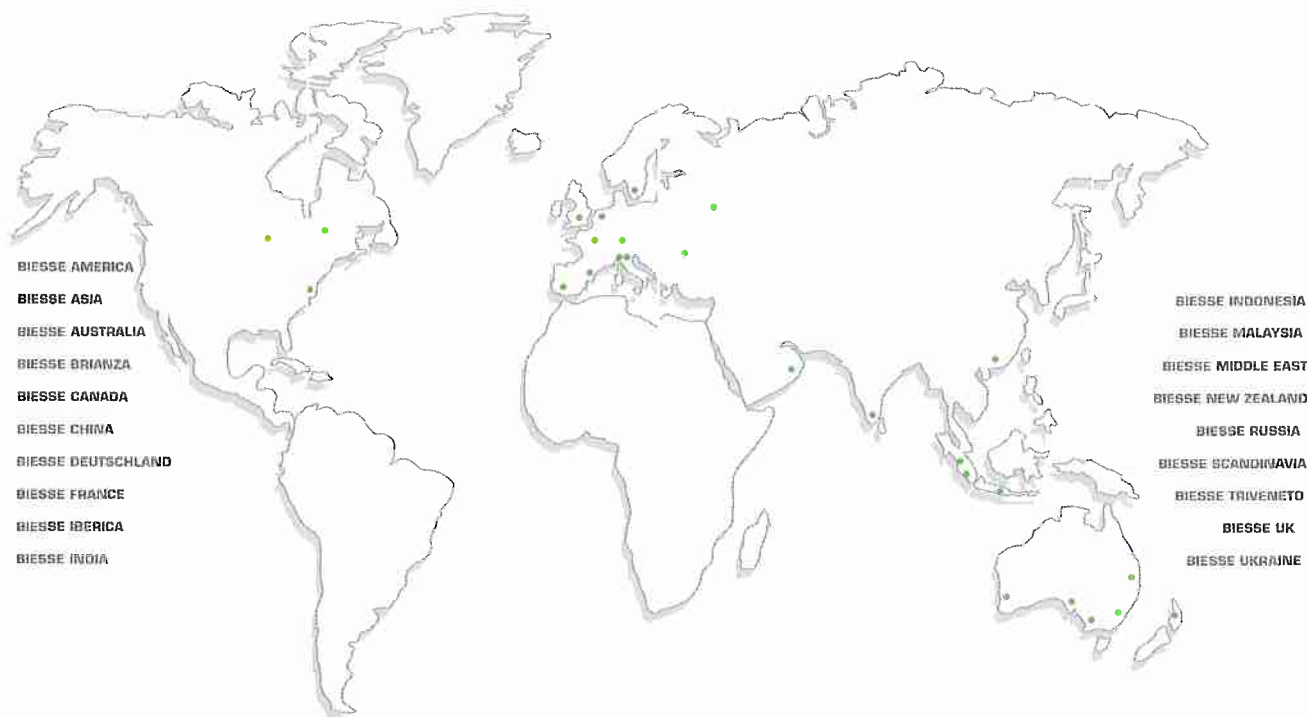 BIESSE AMERICA
BIESSE ASIA
BIESSE AUSTRALIA
BIESSE BRIANZA
BIESSE CANADA
BIESSE CHINA
BIESSE DEUTSCHLAND
BIESSE FRANCE
BIESSE IBERICA
BIESSE INDIA
BIESSE INDONESIA
BIESSE MALAYSIA
BIESSE MIDDLE EAST
BIESSE NEW ZEALAND
BIESSE RUSSIA
BIESSE SCANDINAVIA
BIESSE TRIVENETO
BIESSE UK
BIESSE UKRAINE